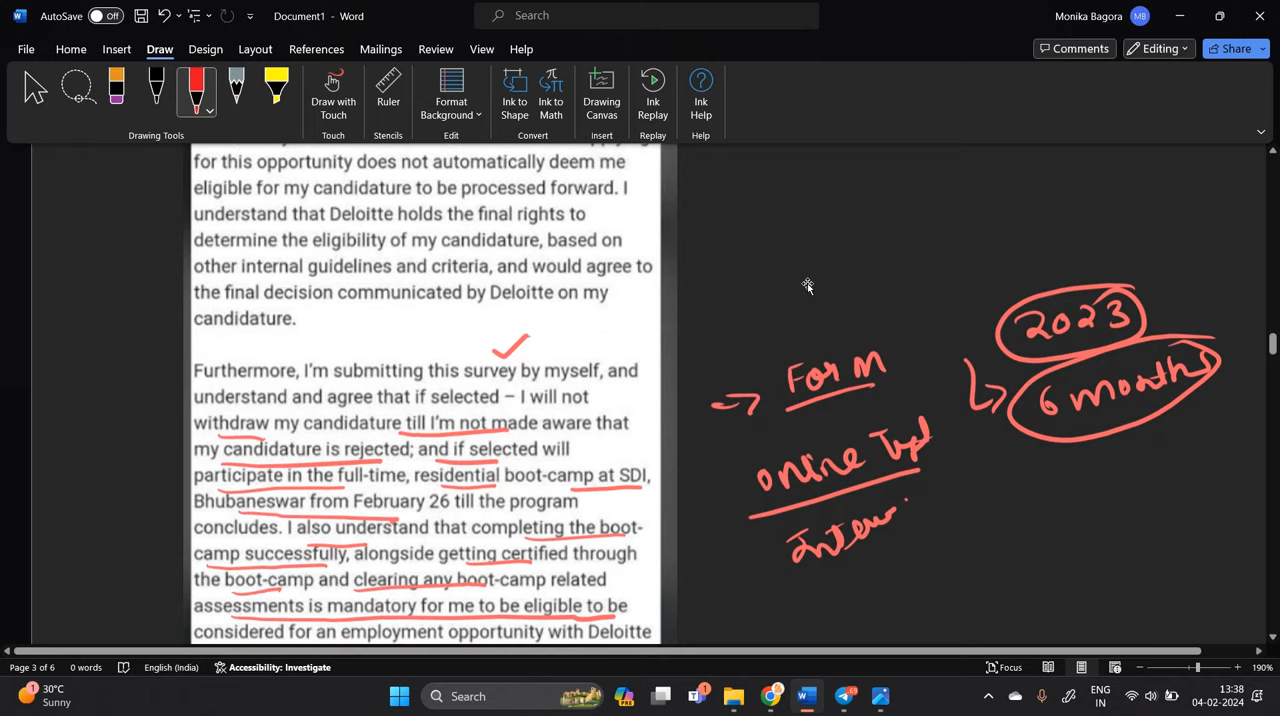 AutoSave Off Document1 - Word Search Monika Bagora MB
File Home Insert Draw Design Layout References Mailings Review View Help Comments Editing Share
Draw with Touch Ruler Format Background Ink to Shape Ink to Math Drawing Canvas Ink Replay Ink Help
Drawing Tools Touch Stencils Edit Convert Insert Replay Help
for this opportunity does not automatically deem me
eligible for my candidature to be processed forward. I
understand that Deloitte holds the final rights to
determine the eligibility of my candidature, based on
other internal guidelines and criteria, and would agree to
the final decision communicated by Deloitte on my
candidature.
Furthermore, I'm submitting this survey by myself, and
understand and agree that if selected – I will not
withdraw my candidature till I'm not made aware that
my candidature is rejected; and if selected will
participate in the full-time, residential boot-camp at SDI,
Bhubaneswar from February 26 till the program
concludes. I also understand that completing the boot-
camp successfully, alongside getting certified through
the boot-camp and clearing any boot-camp related
assessments is mandatory for me to be eligible to be
considered for an employment opportunity with Deloitte
Form
online
2023
6 months
Page 3 of 6 0 words English (India) Accessibility: Investigate Focus 190%
1 30°C Sunny Search PRE 1 69 ENG IN 13:38 04-02-2024